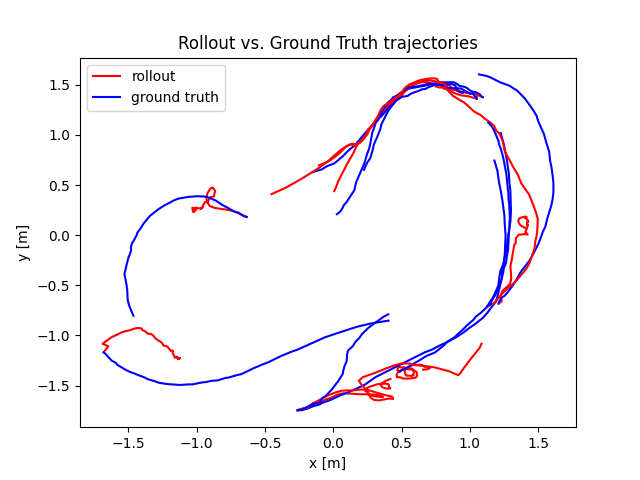 Rollout vs. Ground Truth trajectories
rollout
ground truth
1.5
1.0
0.5
0.0
−0.5
−1.0
−1.5
y [m]
−1.5 −1.0 −0.5 0.0 0.5 1.0 1.5
x [m]